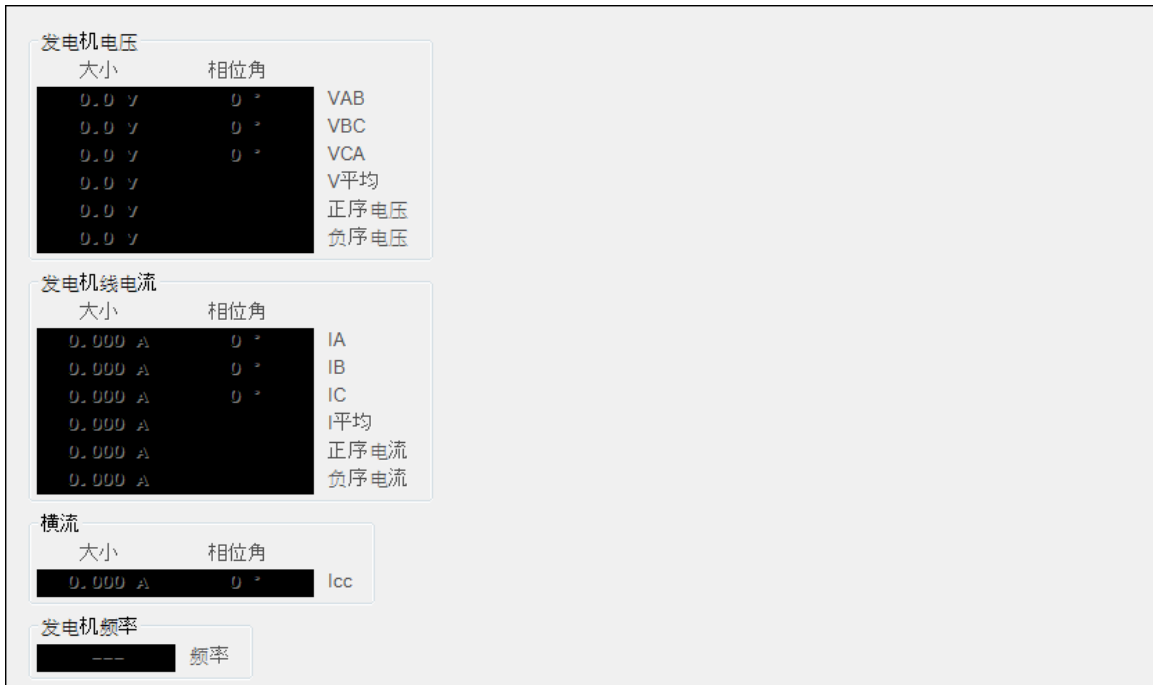 发电机电压
大小 相位角
0.0 V 0 ° VAB
0.0 V 0 ° VBC
0.0 V 0 ° VCA
0.0 V V平均
0.0 V 正序电压
0.0 V 负序电压
发电机线电流
大小 相位角
0.000 A 0 ° IA
0.000 A 0 ° IB
0.000 A 0 ° IC
0.000 A I平均
0.000 A 正序电流
0.000 A 负序电流
横流
大小 相位角
0.000 A 0 ° Icc
发电机频率
--- 频率